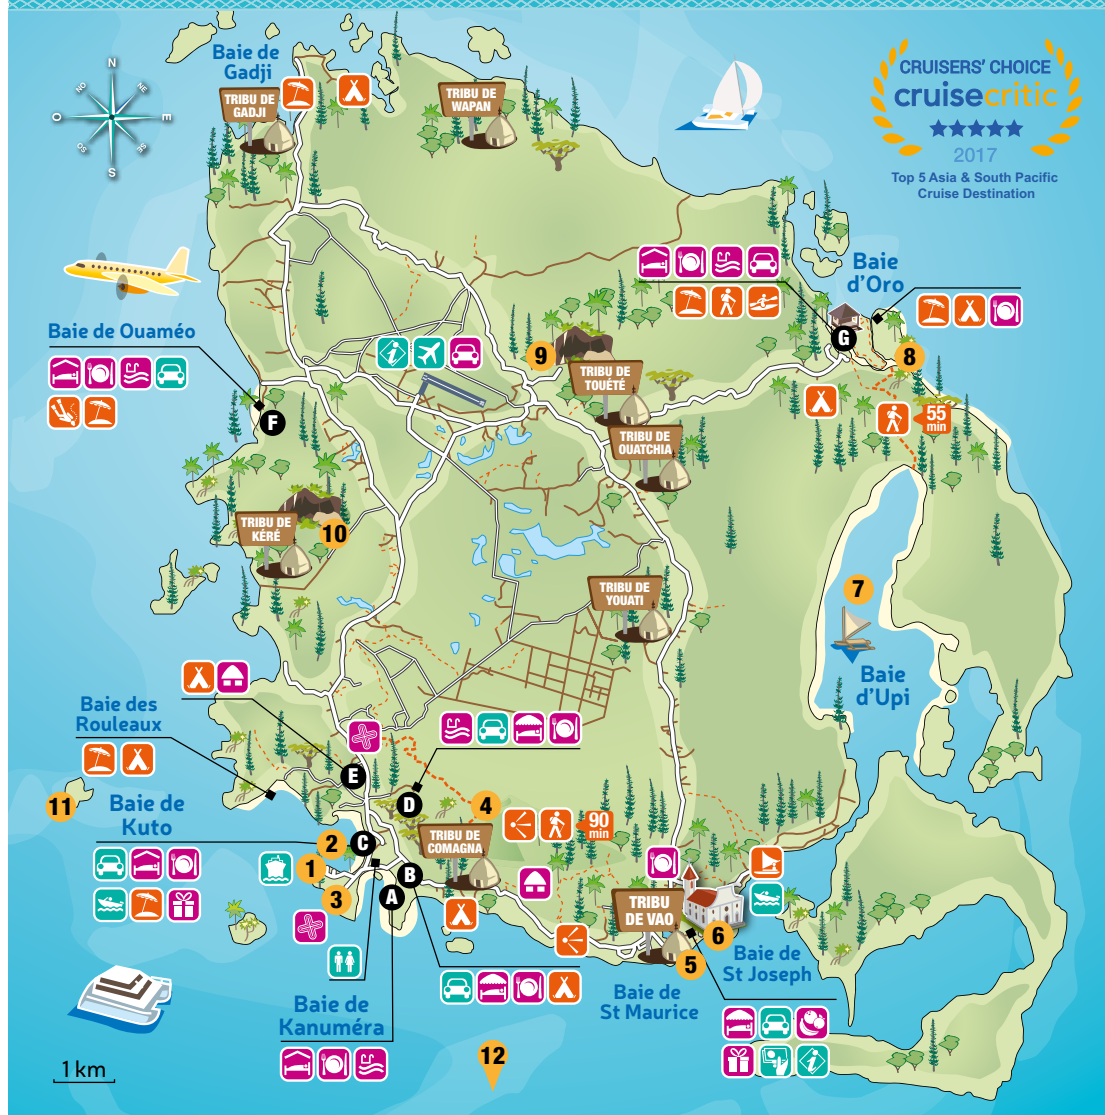 Baie de
Gadji
TRIBU DE
GADJI
TRIBU DE
WAPAN
N
NE
E
SE
S
SO
O
NO
CRUISERS' CHOICE
cruisecritic
2017
Top 5 Asia & South Pacific
Cruise Destination
Baie
d'Oro
G
8
Baie de Ouaméo
F
9
TRIBU DE
TOUÉTÉ
TRIBU DE
OUATCHIA
55
min
TRIBU DE
KÉRÉ
10
TRIBU DE
YOUATI
7
Baie
d'Upi
Baie des
Rouleaux
E
D
4
11
Baie de
Kuto
2
C
1
3
B
A
TRIBU DE
COMAGNA
90
min
TRIBU
DE VAO
6
5
Baie de
St Joseph
Baie de
St Maurice
Baie de
Kanuméra
12
1 km